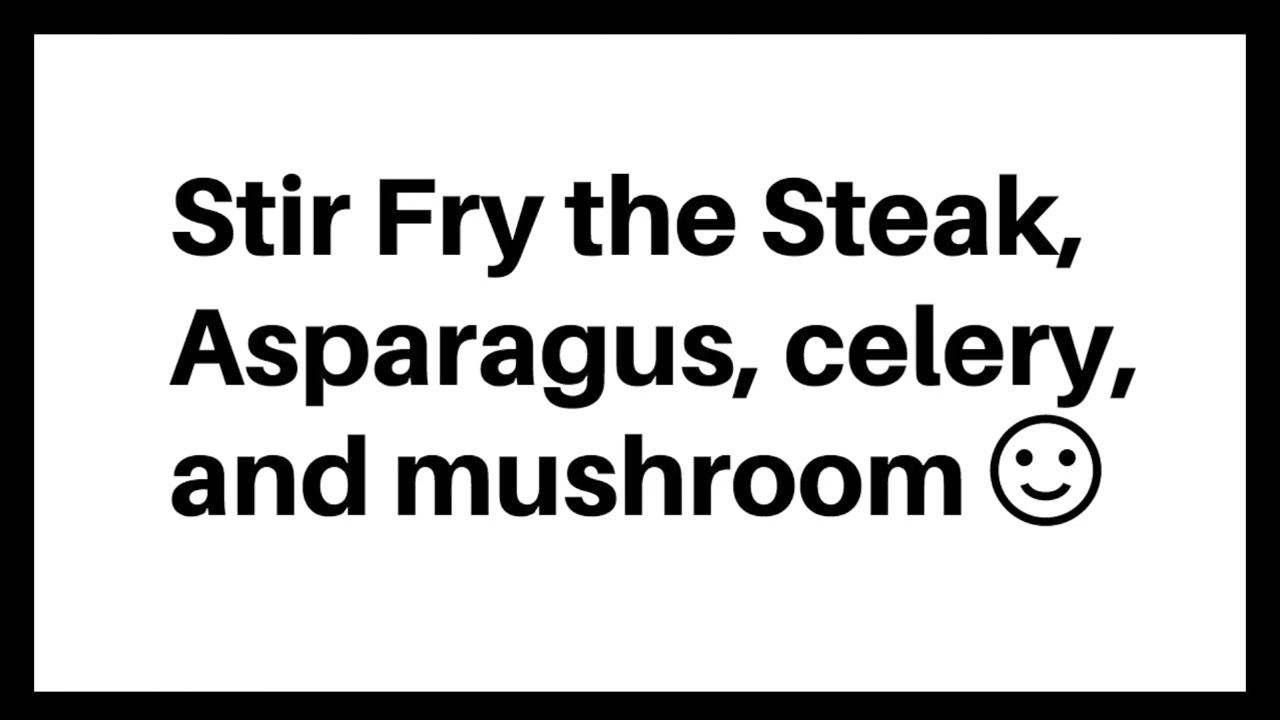 Stir Fry the Steak,
Asparagus, celery,
and mushroom ☺